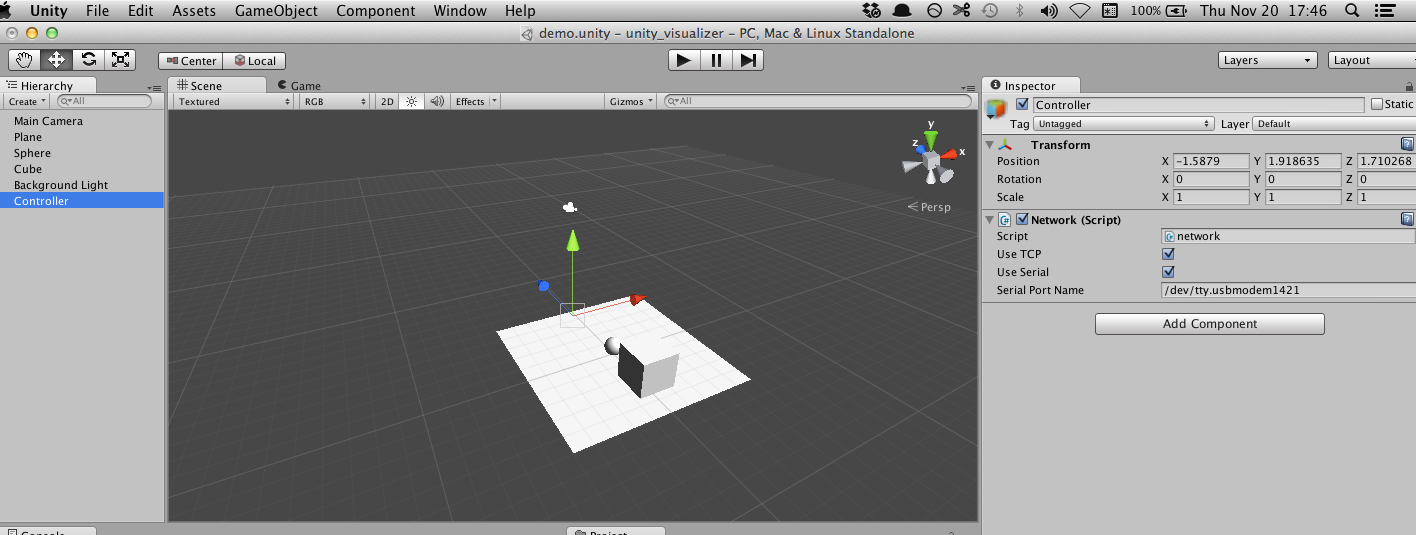 Unity File Edit Assets GameObject Component Window Help 100% Thu Nov 20 17:46
demo.unity – unity_visualizer – PC, Mac & Linux Standalone
Center Local Layers Layout
Hierarchy Scene Game Inspector
Create All Textured RGB 2D Effects Gizmos All
Controller Static
Tag Untagged Layer Default
Main Camera
Plane
Sphere
Cube
Background Light
Controller
y
z x
Persp
Transform
Position X -1.5879 Y 1.918635 Z 1.710268
Rotation X 0 Y 0 Z 0
Scale X 1 Y 1 Z 1
Network (Script)
Script network
Use TCP
Use Serial
Serial Port Name /dev/tty.usbmodem1421
Add Component
Console Project